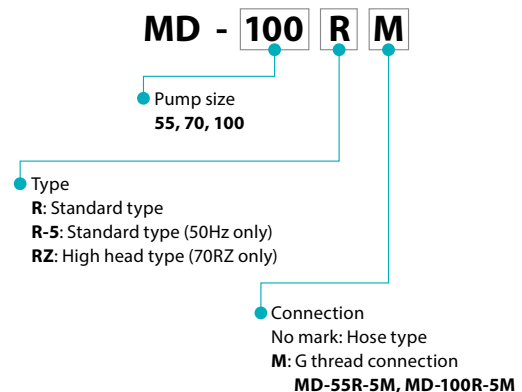 MD - 100 R M
Pump size
55, 70, 100
Type
R: Standard type
R-5: Standard type (50Hz only)
RZ: High head type (70RZ only)
Connection
No mark: Hose type
M: G thread connection
MD-55R-5M, MD-100R-5M